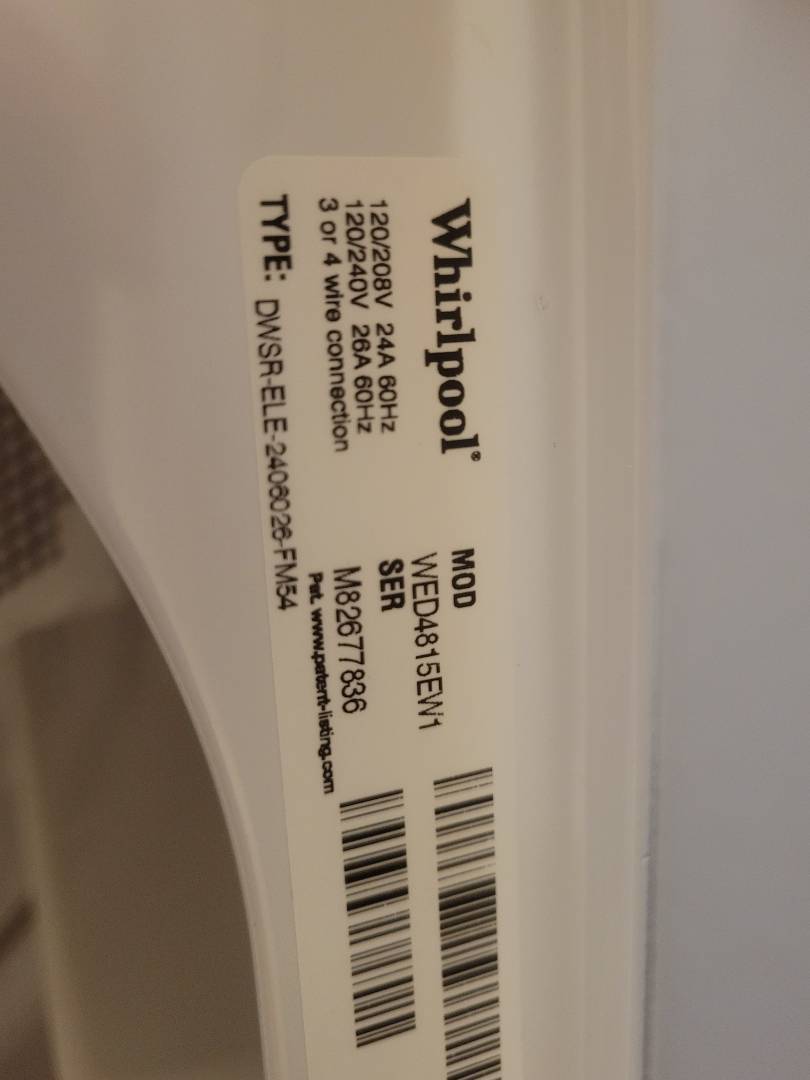 Whirlpool®
120/208V 24A 60Hz
120/240V 26A 60Hz
3 or 4 wire connection
TYPE: DWSR-ELE-2406026-FM54
MOD
WED4815EW1
SER
M82677836
Pat. www.patent-listing.com